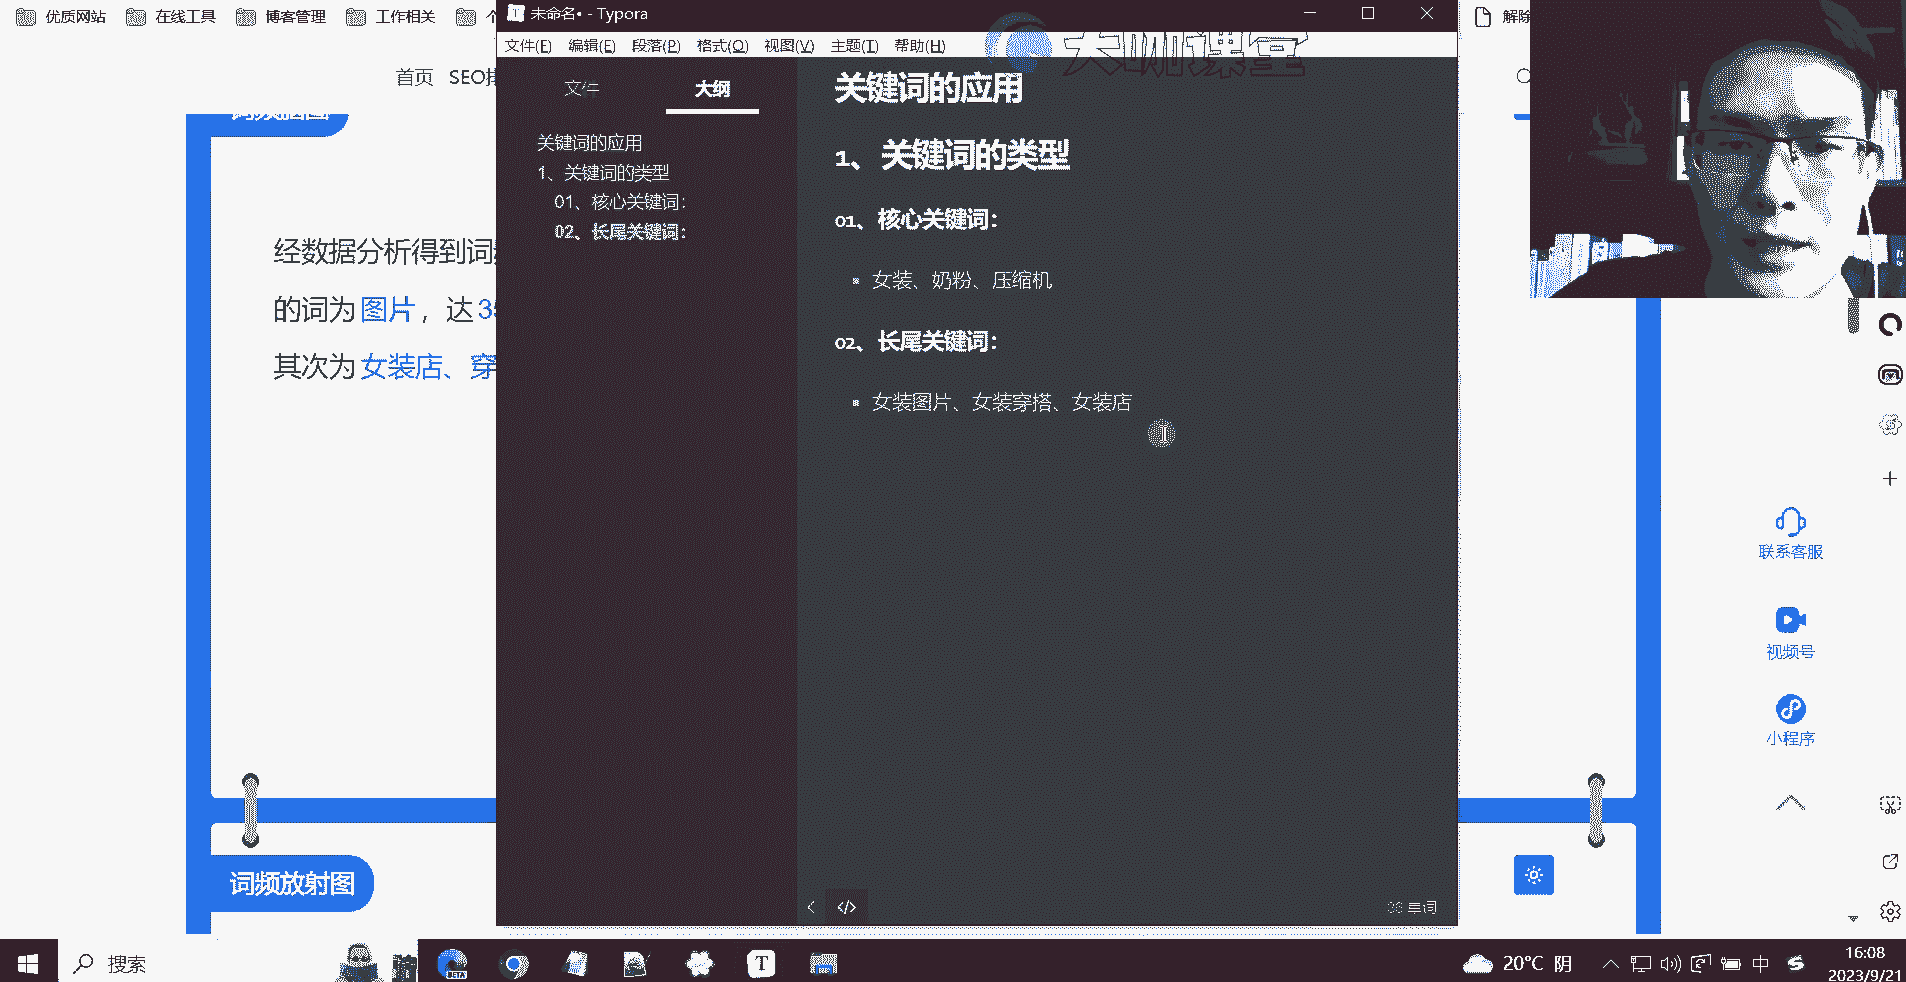 优质网站
在线工具
博客管理
工作相关
未命名• - Typora
文件(F) 编辑(E) 段落(P) 格式(O) 视图(V) 主题(T) 帮助(H)
大咖课堂
解除
首页 SEO
文件 大纲
关键词的应用
1、关键词的类型
01、核心关键词：
02、长尾关键词：
关键词的应用
1、关键词的类型
01、核心关键词：
女装、奶粉、压缩机
02、长尾关键词：
女装图片、女装穿搭、女装店
经数据分析得到词
的词为 图片 ，达
其次为 女装店、穿
词频放射图
联系客服
视频号
小程序
</> 单词
搜索
BETA
T
20°C 阴
中
16:08
2023/9/21